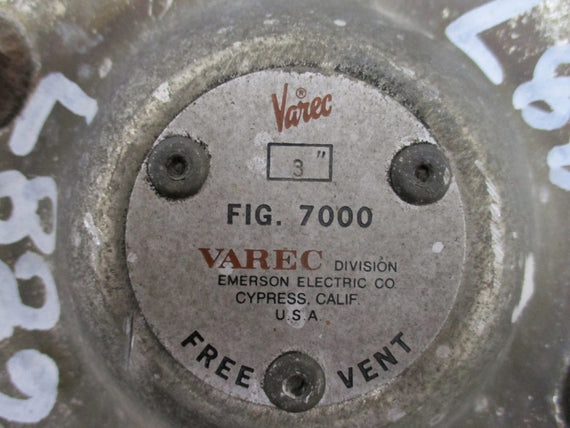 Varec®
3"
FIG. 7000
VAREC DIVISION
EMERSON ELECTRIC CO
CYPRESS, CALIF.
U.S.A.
FREE VENT